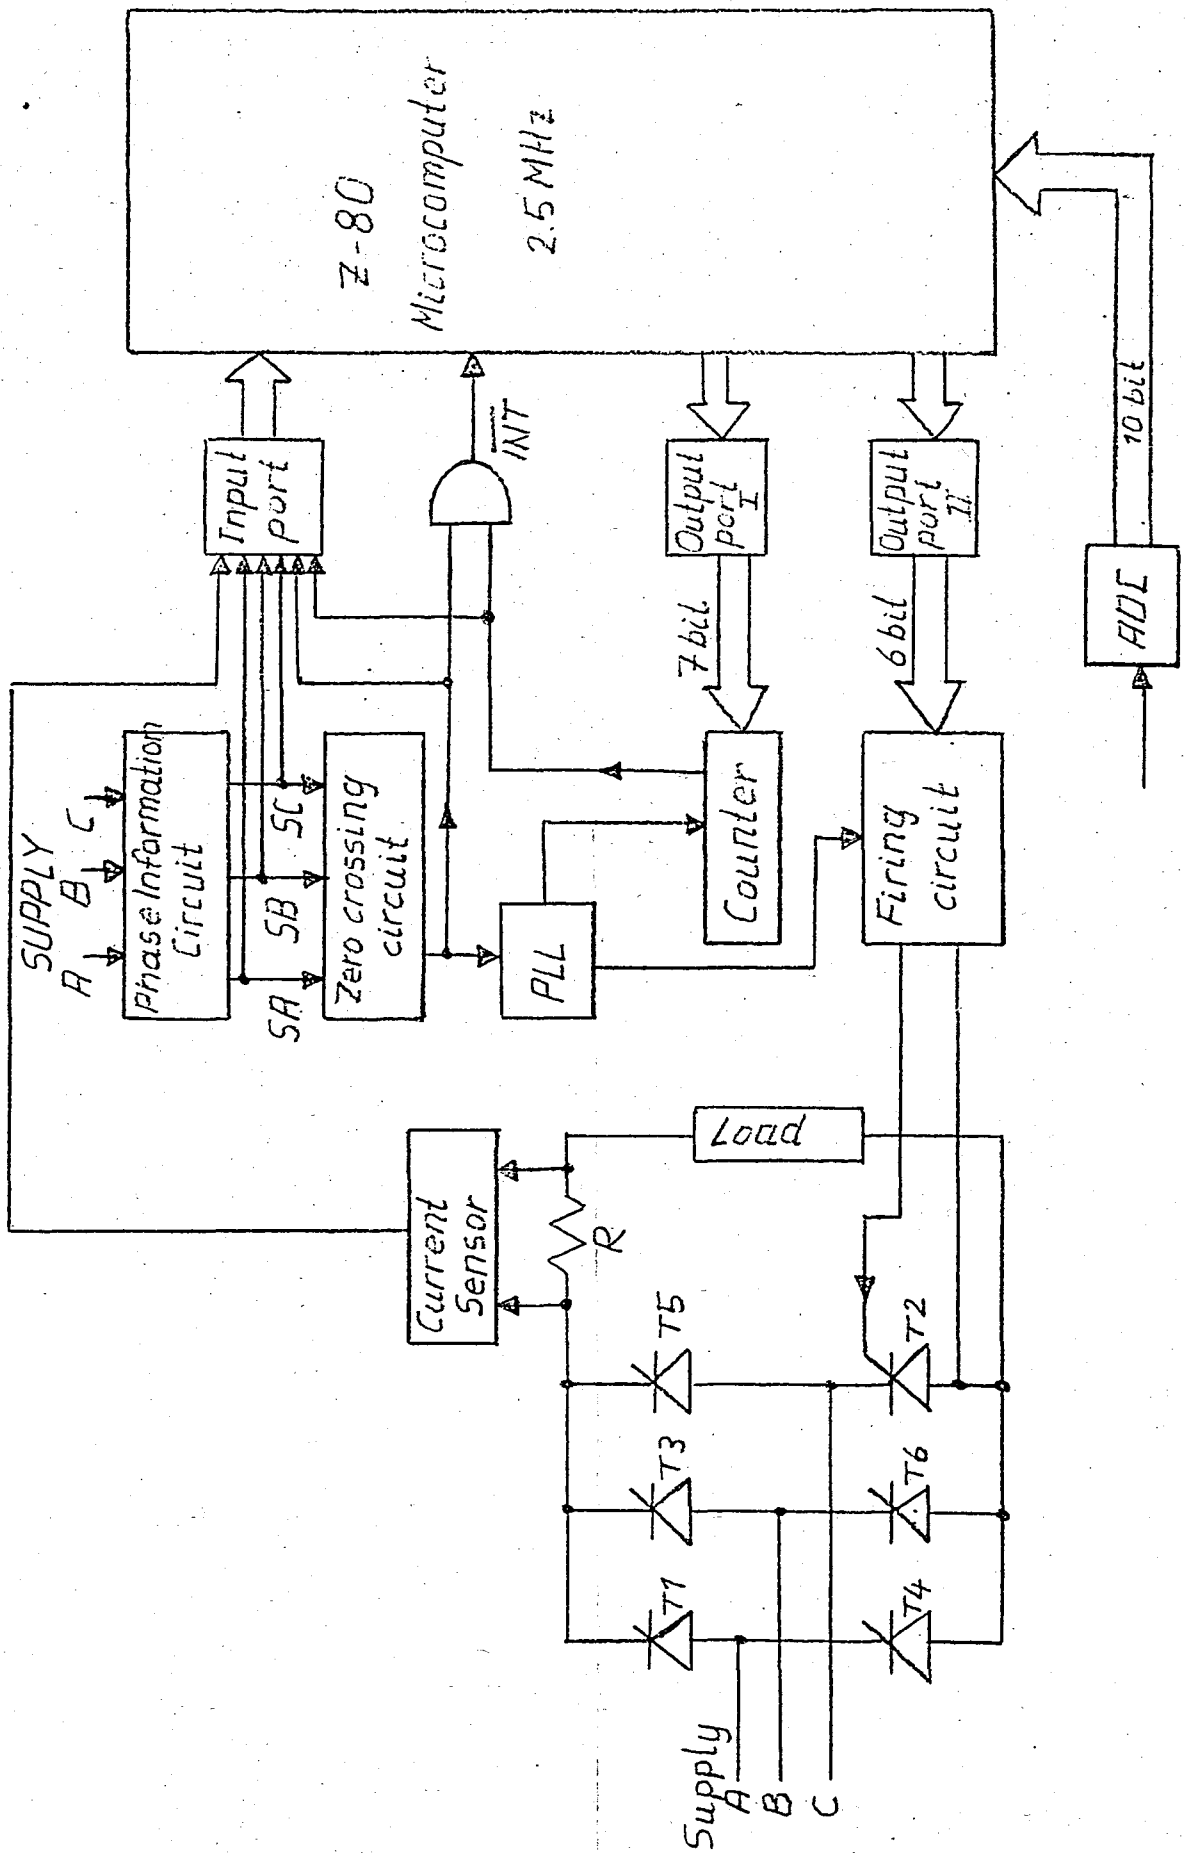 Supply
A
B
C
T1
T3
T5
T4
T6
T2
R
Load
Current
Sensor
SUPPLY
A B C
Phase Information
Circuit
SA SB SC
Zero crossing
circuit
PLL
Counter
Firing
circuit
7 bit
6 bit
Input
port
INT
Output
port
I
Output
port
II
Z-80
Microcomputer
2.5 MHz
ADC
10 bit